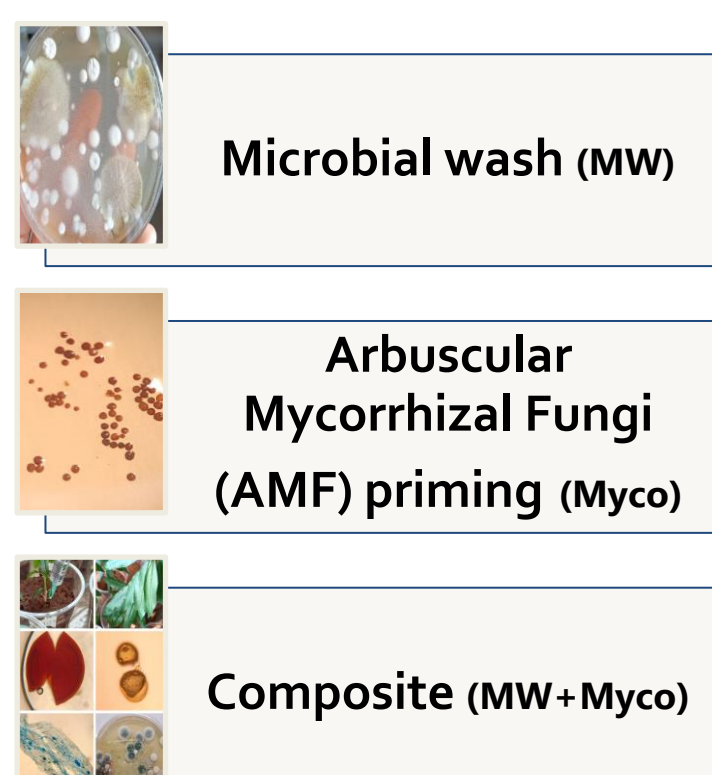 Microbial wash (MW)
Arbuscular
Mycorrhizal Fungi
(AMF) priming (Myco)
Composite (MW+Myco)